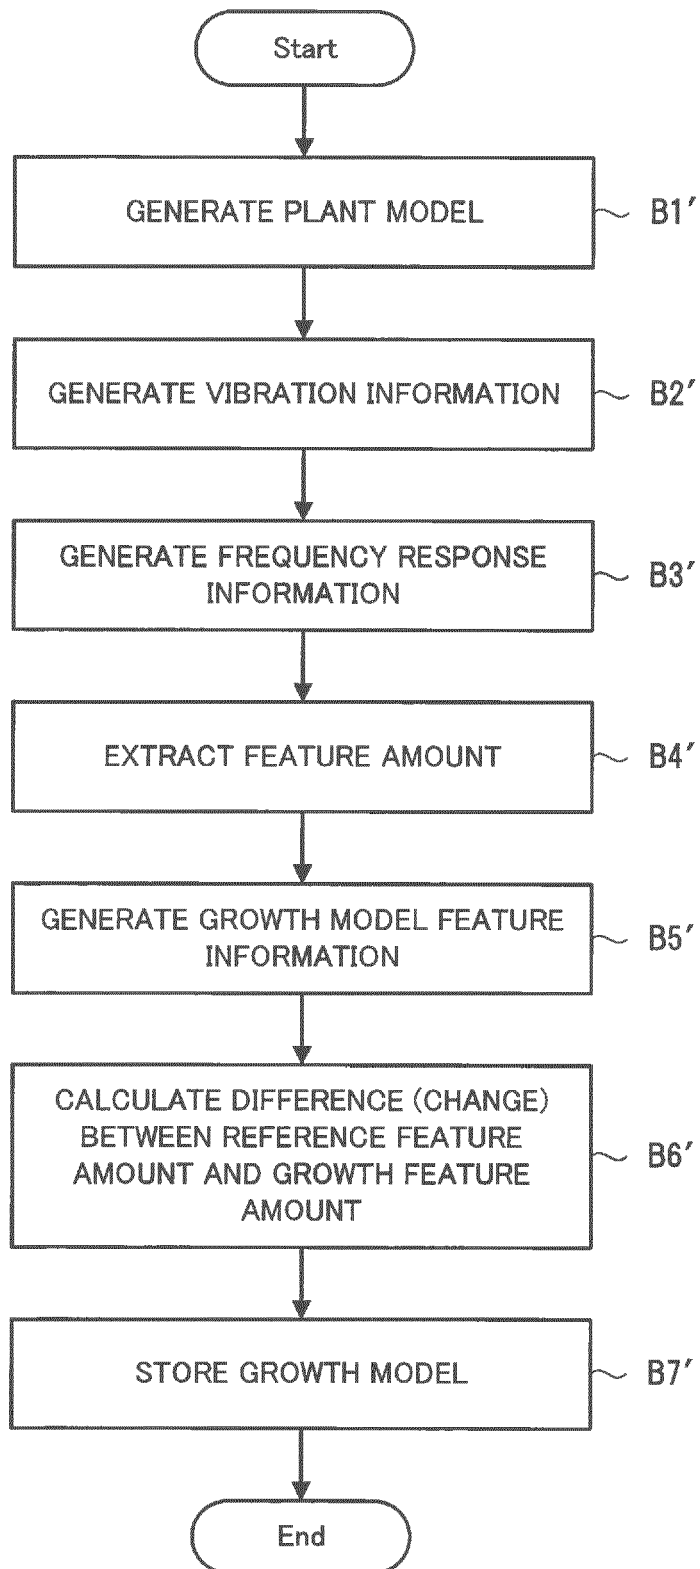 Start
GENERATE PLANT MODEL
B1′
GENERATE VIBRATION INFORMATION
B2′
GENERATE FREQUENCY RESPONSE
INFORMATION
B3′
EXTRACT FEATURE AMOUNT
B4′
GENERATE GROWTH MODEL FEATURE
INFORMATION
B5′
CALCULATE DIFFERENCE (CHANGE)
BETWEEN REFERENCE FEATURE
AMOUNT AND GROWTH FEATURE
AMOUNT
B6′
STORE GROWTH MODEL
B7′
End